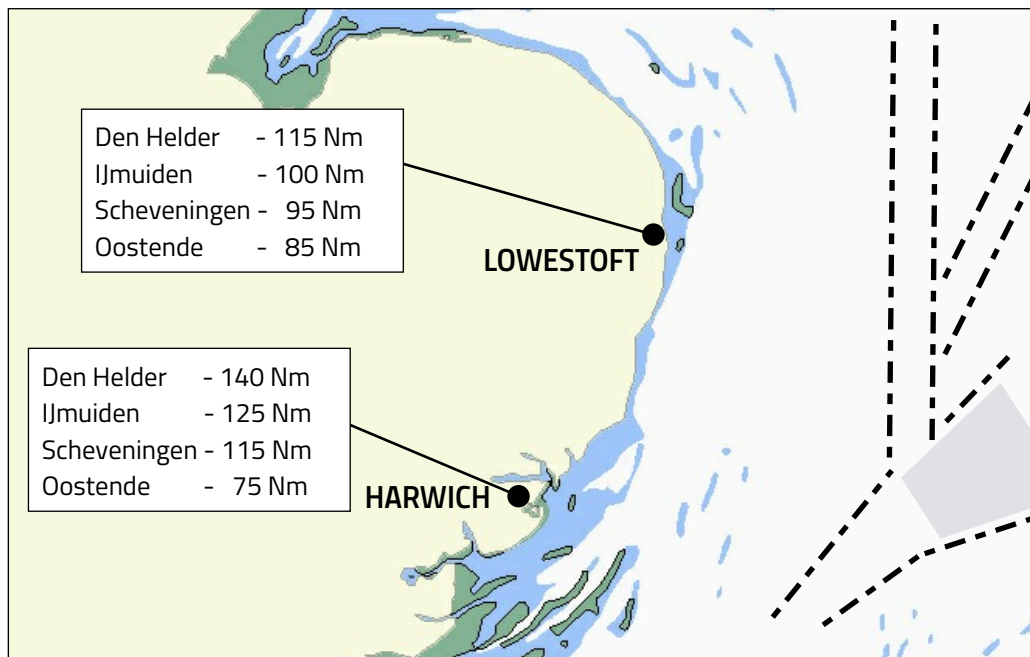 Den Helder - 115 Nm
IJmuiden - 100 Nm
Scheveningen - 95 Nm
Oostende - 85 Nm
LOWESTOFT
Den Helder - 140 Nm
IJmuiden - 125 Nm
Scheveningen - 115 Nm
Oostende - 75 Nm
HARWICH